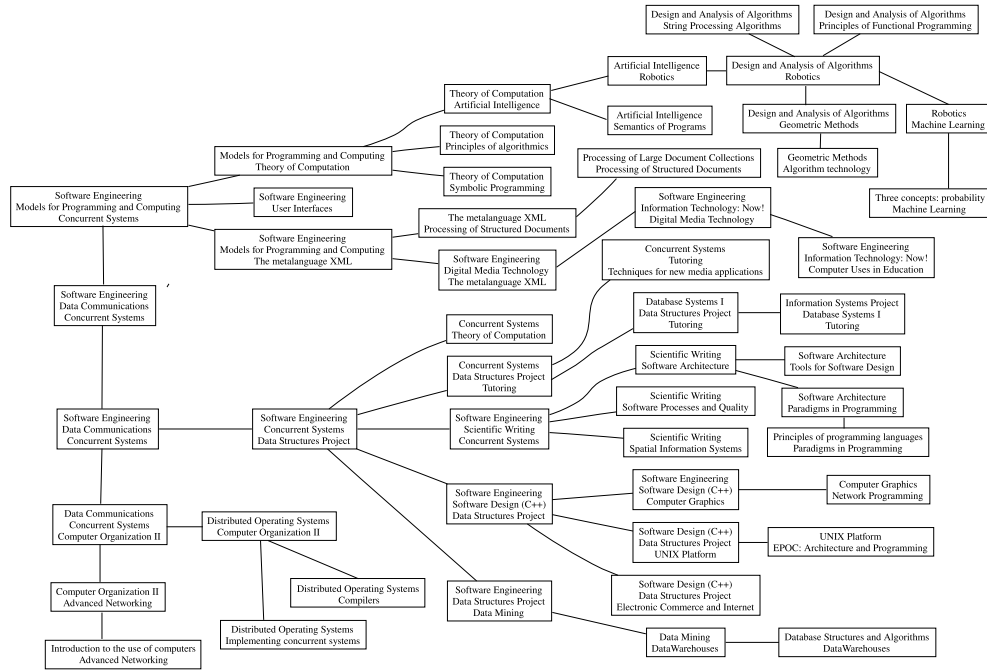 Design and Analysis of Algorithms
String Processing Algorithms
Design and Analysis of Algorithms
Principles of Functional Programming
Artificial Intelligence
Robotics
Design and Analysis of Algorithms
Robotics
Theory of Computation
Artificial Intelligence
Artificial Intelligence
Semantics of Programs
Design and Analysis of Algorithms
Geometric Methods
Robotics
Machine Learning
Theory of Computation
Principles of algorithmics
Models for Programming and Computing
Theory of Computation
Processing of Large Document Collections
Processing of Structured Documents
Geometric Methods
Algorithm technology
Theory of Computation
Symbolic Programming
Software Engineering
Models for Programming and Computing
Concurrent Systems
Software Engineering
User Interfaces
Software Engineering
Information Technology: Now!
Digital Media Technology
Three concepts: probability
Machine Learning
The metalanguage XML
Processing of Structured Documents
Software Engineering
Models for Programming and Computing
The metalanguage XML
Software Engineering
Digital Media Technology
The metalanguage XML
Concurrent Systems
Tutoring
Techniques for new media applications
Software Engineering
Information Technology: Now!
Computer Uses in Education
Software Engineering
Data Communications
Concurrent Systems
Database Systems I
Data Structures Project
Tutoring
Information Systems Project
Database Systems I
Tutoring
Concurrent Systems
Theory of Computation
Concurrent Systems
Data Structures Project
Tutoring
Scientific Writing
Software Architecture
Software Architecture
Tools for Software Design
Scientific Writing
Software Processes and Quality
Software Architecture
Paradigms in Programming
Software Engineering
Data Communications
Concurrent Systems
Software Engineering
Concurrent Systems
Data Structures Project
Software Engineering
Scientific Writing
Concurrent Systems
Scientific Writing
Spatial Information Systems
Principles of programming languages
Paradigms in Programming
Software Engineering
Software Design (C++)
Data Structures Project
Software Engineering
Software Design (C++)
Computer Graphics
Computer Graphics
Network Programming
Data Communications
Concurrent Systems
Computer Organization II
Distributed Operating Systems
Computer Organization II
Software Design (C++)
Data Structures Project
UNIX Platform
UNIX Platform
EPOC: Architecture and Programming
Computer Organization II
Advanced Networking
Distributed Operating Systems
Compilers
Software Engineering
Data Structures Project
Data Mining
Software Design (C++)
Data Structures Project
Electronic Commerce and Internet
Introduction to the use of computers
Advanced Networking
Distributed Operating Systems
Implementing concurrent systems
Data Mining
DataWarehouses
Database Structures and Algorithms
DataWarehouses